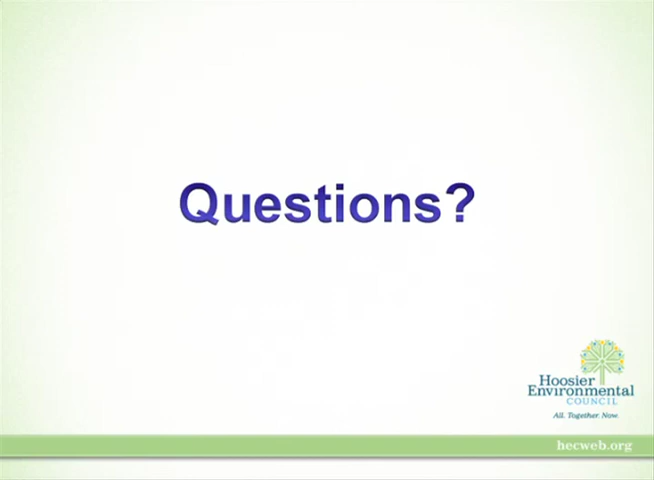 Questions?
Hoosier
Environmental
COUNCIL
All. Together. Now.
hecweb.org